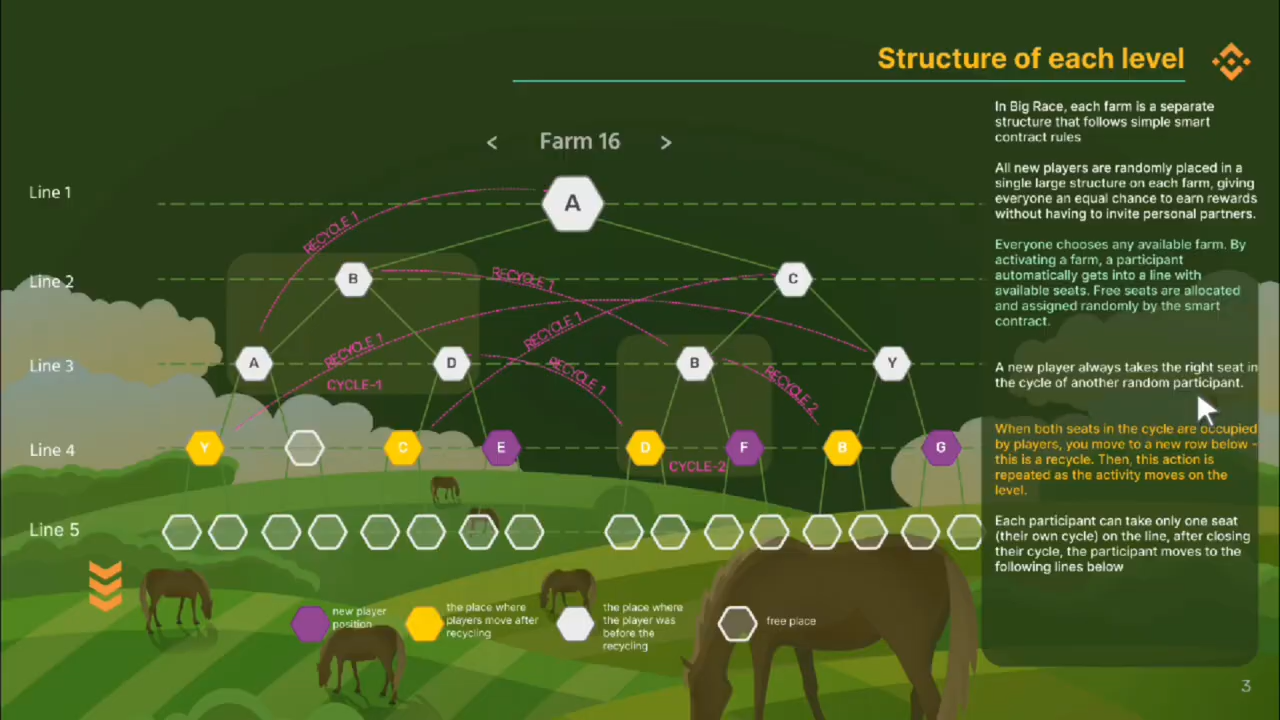 Structure of each level
In Big Race, each farm is a separate
structure that follows simple smart
contract rules
All new players are randomly placed in a
single large structure on each farm, giving
everyone an equal chance to earn rewards
without having to invite personal partners.
Everyone chooses any available farm. By
activating a farm, a participant
automatically gets into a line with
available seats. Free seats are allocated
and assigned randomly by the smart
contract.
A new player always takes the right seat in
the cycle of another random participant.
When both seats in the cycle are occupied
by players, you move to a new row below -
this is a recycle. Then, this action is
repeated as the activity moves on the
level.
Each participant can take only one seat
(their own cycle) on the line, after closing
their cycle, the participant moves to the
following lines below
< Farm 16 >
Line 1
A
RECYCLE 1
Line 2
B
RECYCLE 1
C
RECYCLE 1
RECYCLE 1
Line 3
A
D
B
Y
CYCLE-1
RECYCLE 1
RECYCLE 2
Line 4
Y
C
E
D
F
B
G
CYCLE-2
Line 5
new player
position
the place where
players move after
recycling
the place where
the player was
before the
recycling
free place
3